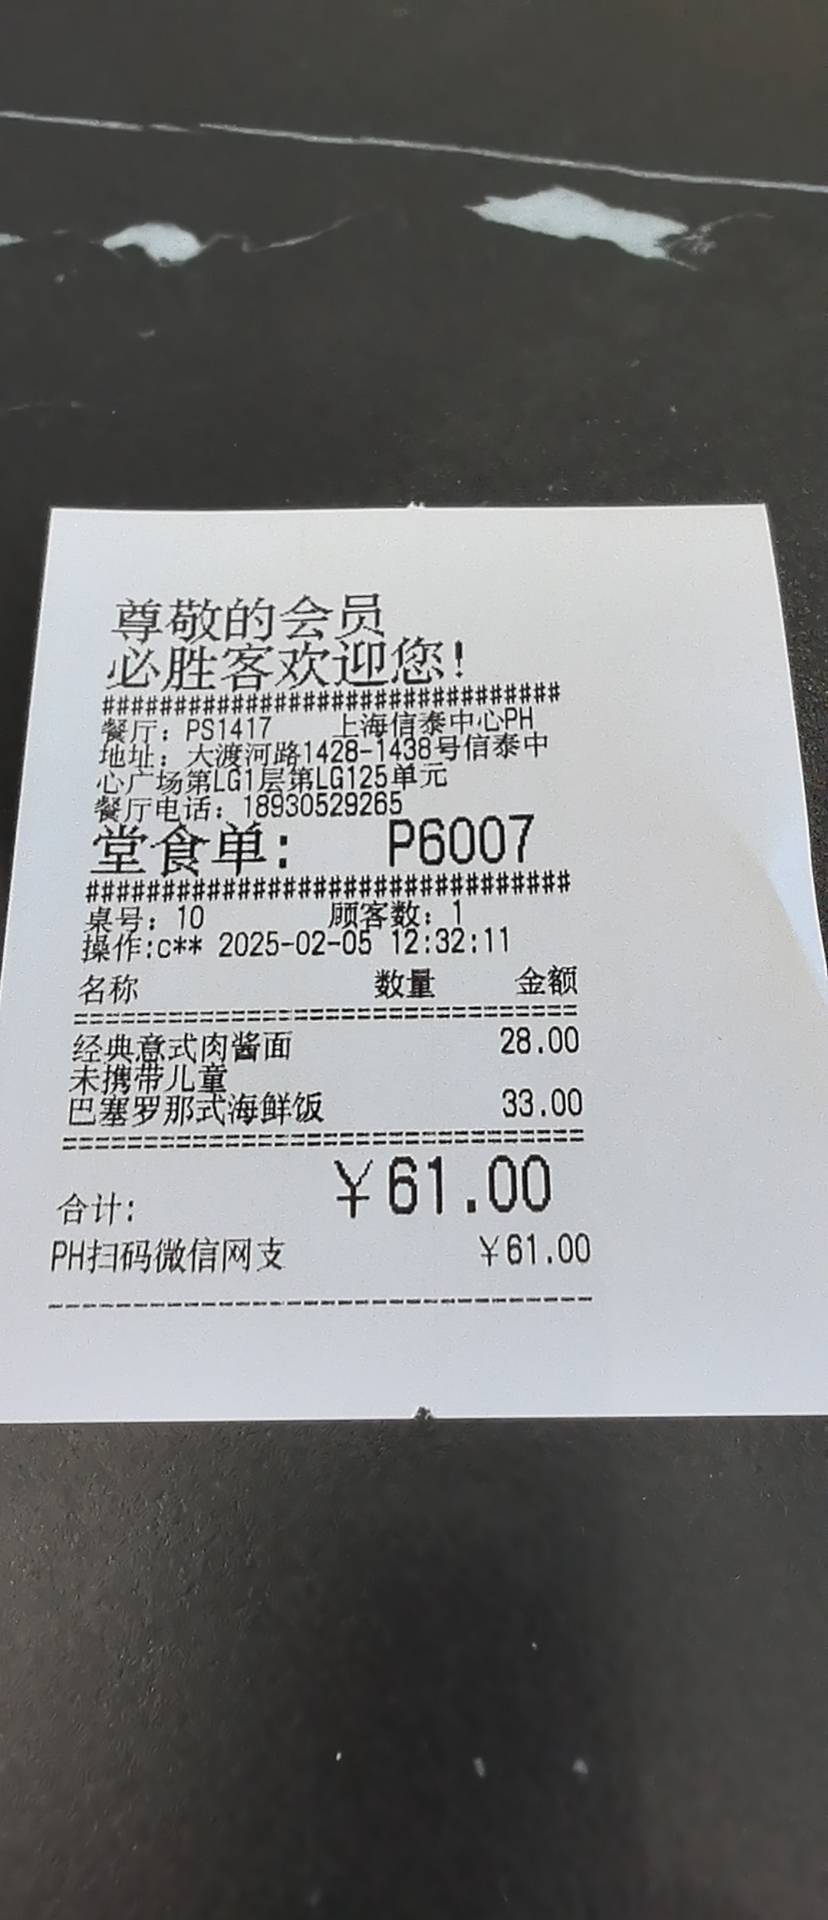 尊敬的会员
必胜客欢迎您!
################################
餐厅: PS1417 上海信泰中心PH
地址: 大渡河路1428-1438号信泰中
心广场第LG1层第LG125单元
餐厅电话: 18930529265
堂食单: P6007
################################
桌号: 10 顾客数: 1
操作:c** 2025-02-05 12:32:11
名称 数量 金额
==================================
经典意式肉酱面 28.00
未携带儿童
巴塞罗那式海鲜饭 33.00
==================================
合计: ¥61.00
PH扫码微信网支 ¥61.00
----------------------------------